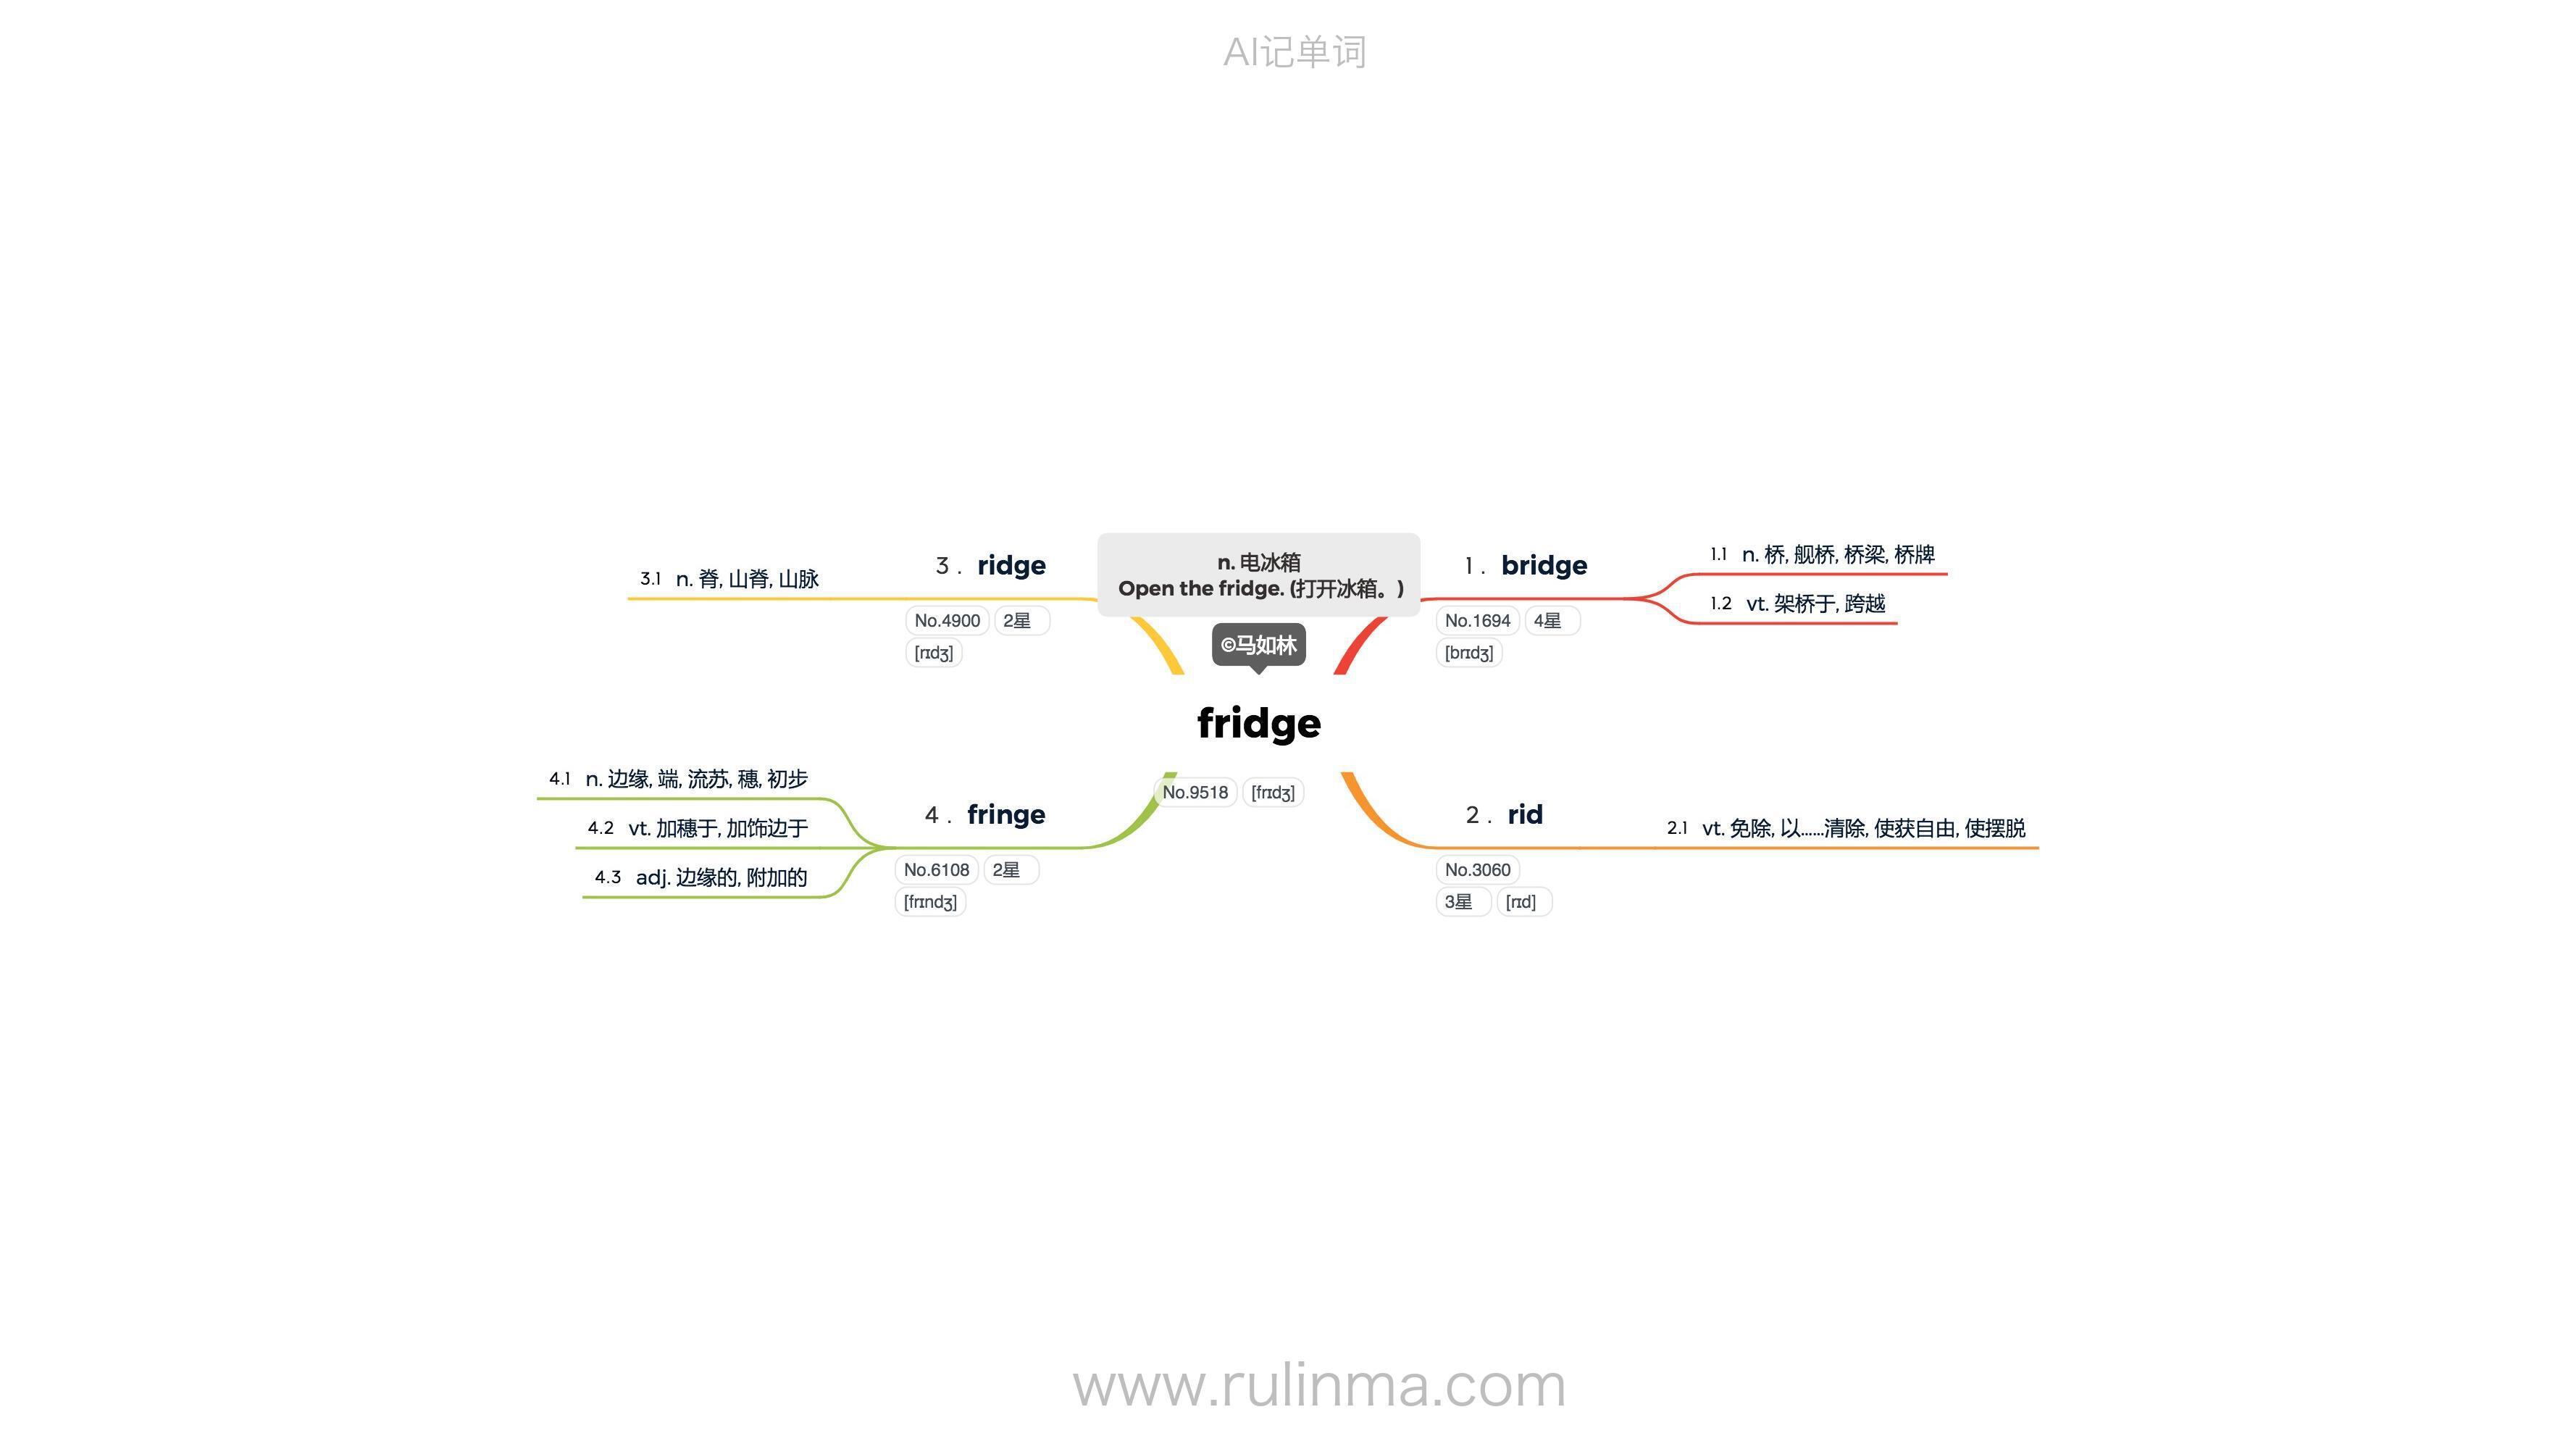 AI记单词
n. 电冰箱
Open the fridge. (打开冰箱。)
©马如林
fridge
No.9518 [frɪdʒ]
1 . bridge
No.1694 4星
[brɪdʒ]
1.1 n. 桥, 舰桥, 桥梁, 桥牌
1.2 vt. 架桥于, 跨越
2 . rid
No.3060
3星 [rɪd]
2.1 vt. 免除, 以……清除, 使获自由, 使摆脱
3 . ridge
No.4900 2星
[rɪdʒ]
3.1 n. 脊, 山脊, 山脉
4 . fringe
No.6108 2星
[frɪndʒ]
4.1 n. 边缘, 端, 流苏, 穗, 初步
4.2 vt. 加穗于, 加饰边于
4.3 adj. 边缘的, 附加的
www.rulinma.com